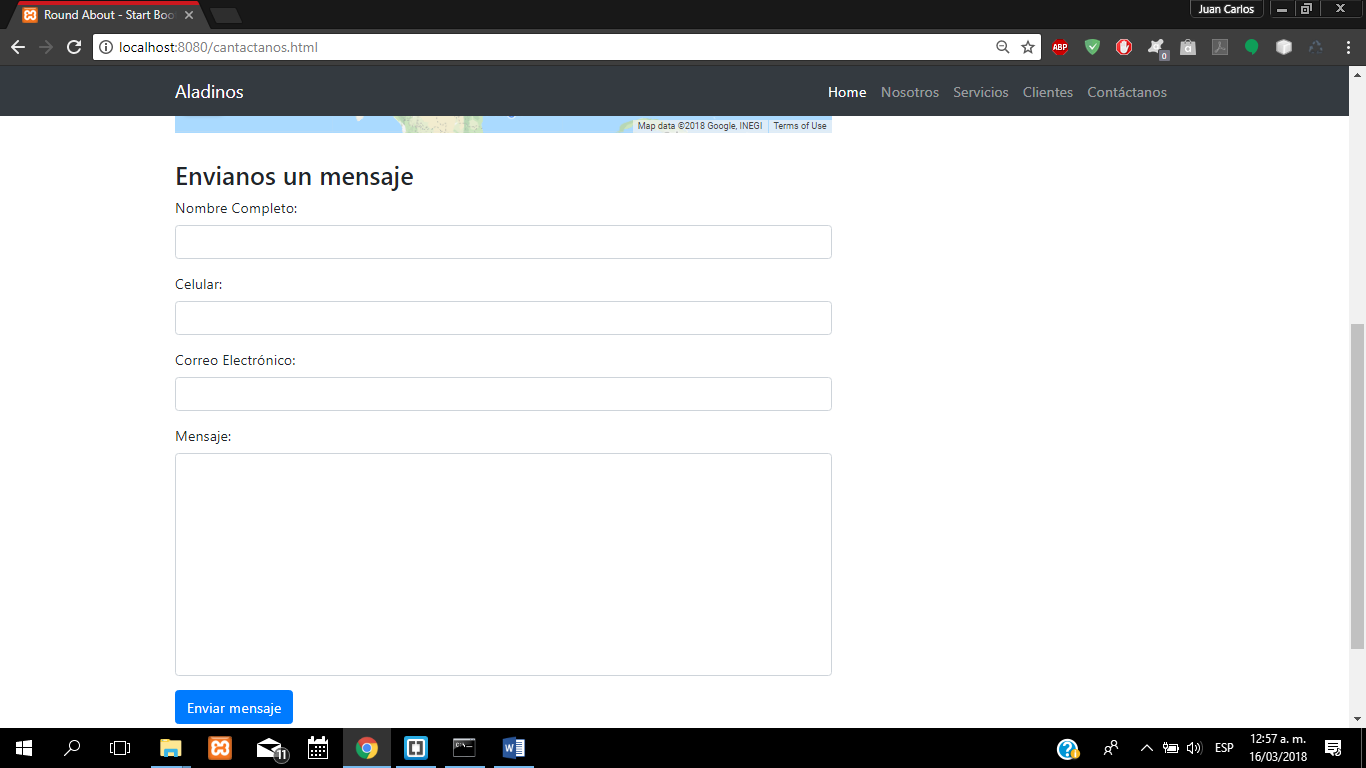 Round About - Start Boo
Juan Carlos
localhost:8080/cantactanos.html
ABP
0
Aladinos
Home Nosotros Servicios Clientes Contáctanos
Map data ©2018 Google, INEGI Terms of Use
Envianos un mensaje
Nombre Completo:
Celular:
Correo Electrónico:
Mensaje:
Enviar mensaje
11
ESP
12:57 a. m.
16/03/2018